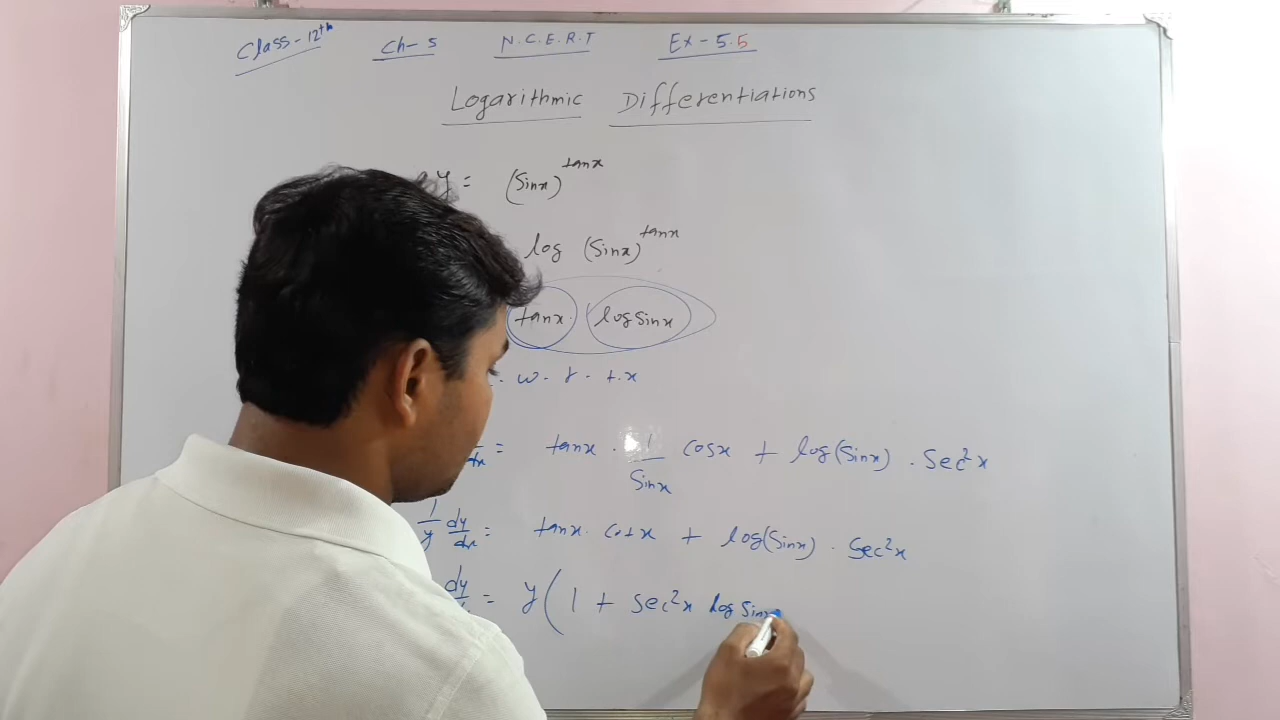 Class-12th Ch-5 N.C.E.R.T Ex-5.5
Logarithmic Differentiations
y = (Sinx)^tanx
log (Sinx)^tanx
tanx. logsinx
w.r.t.x
dx = tanx . 1/Sinx cosx + log(Sinx) . Sec²x
1/y dy/dx = tanx. cotx + log(Sinx) . Sec²x
dy = y(1 + Sec²x log Sinx